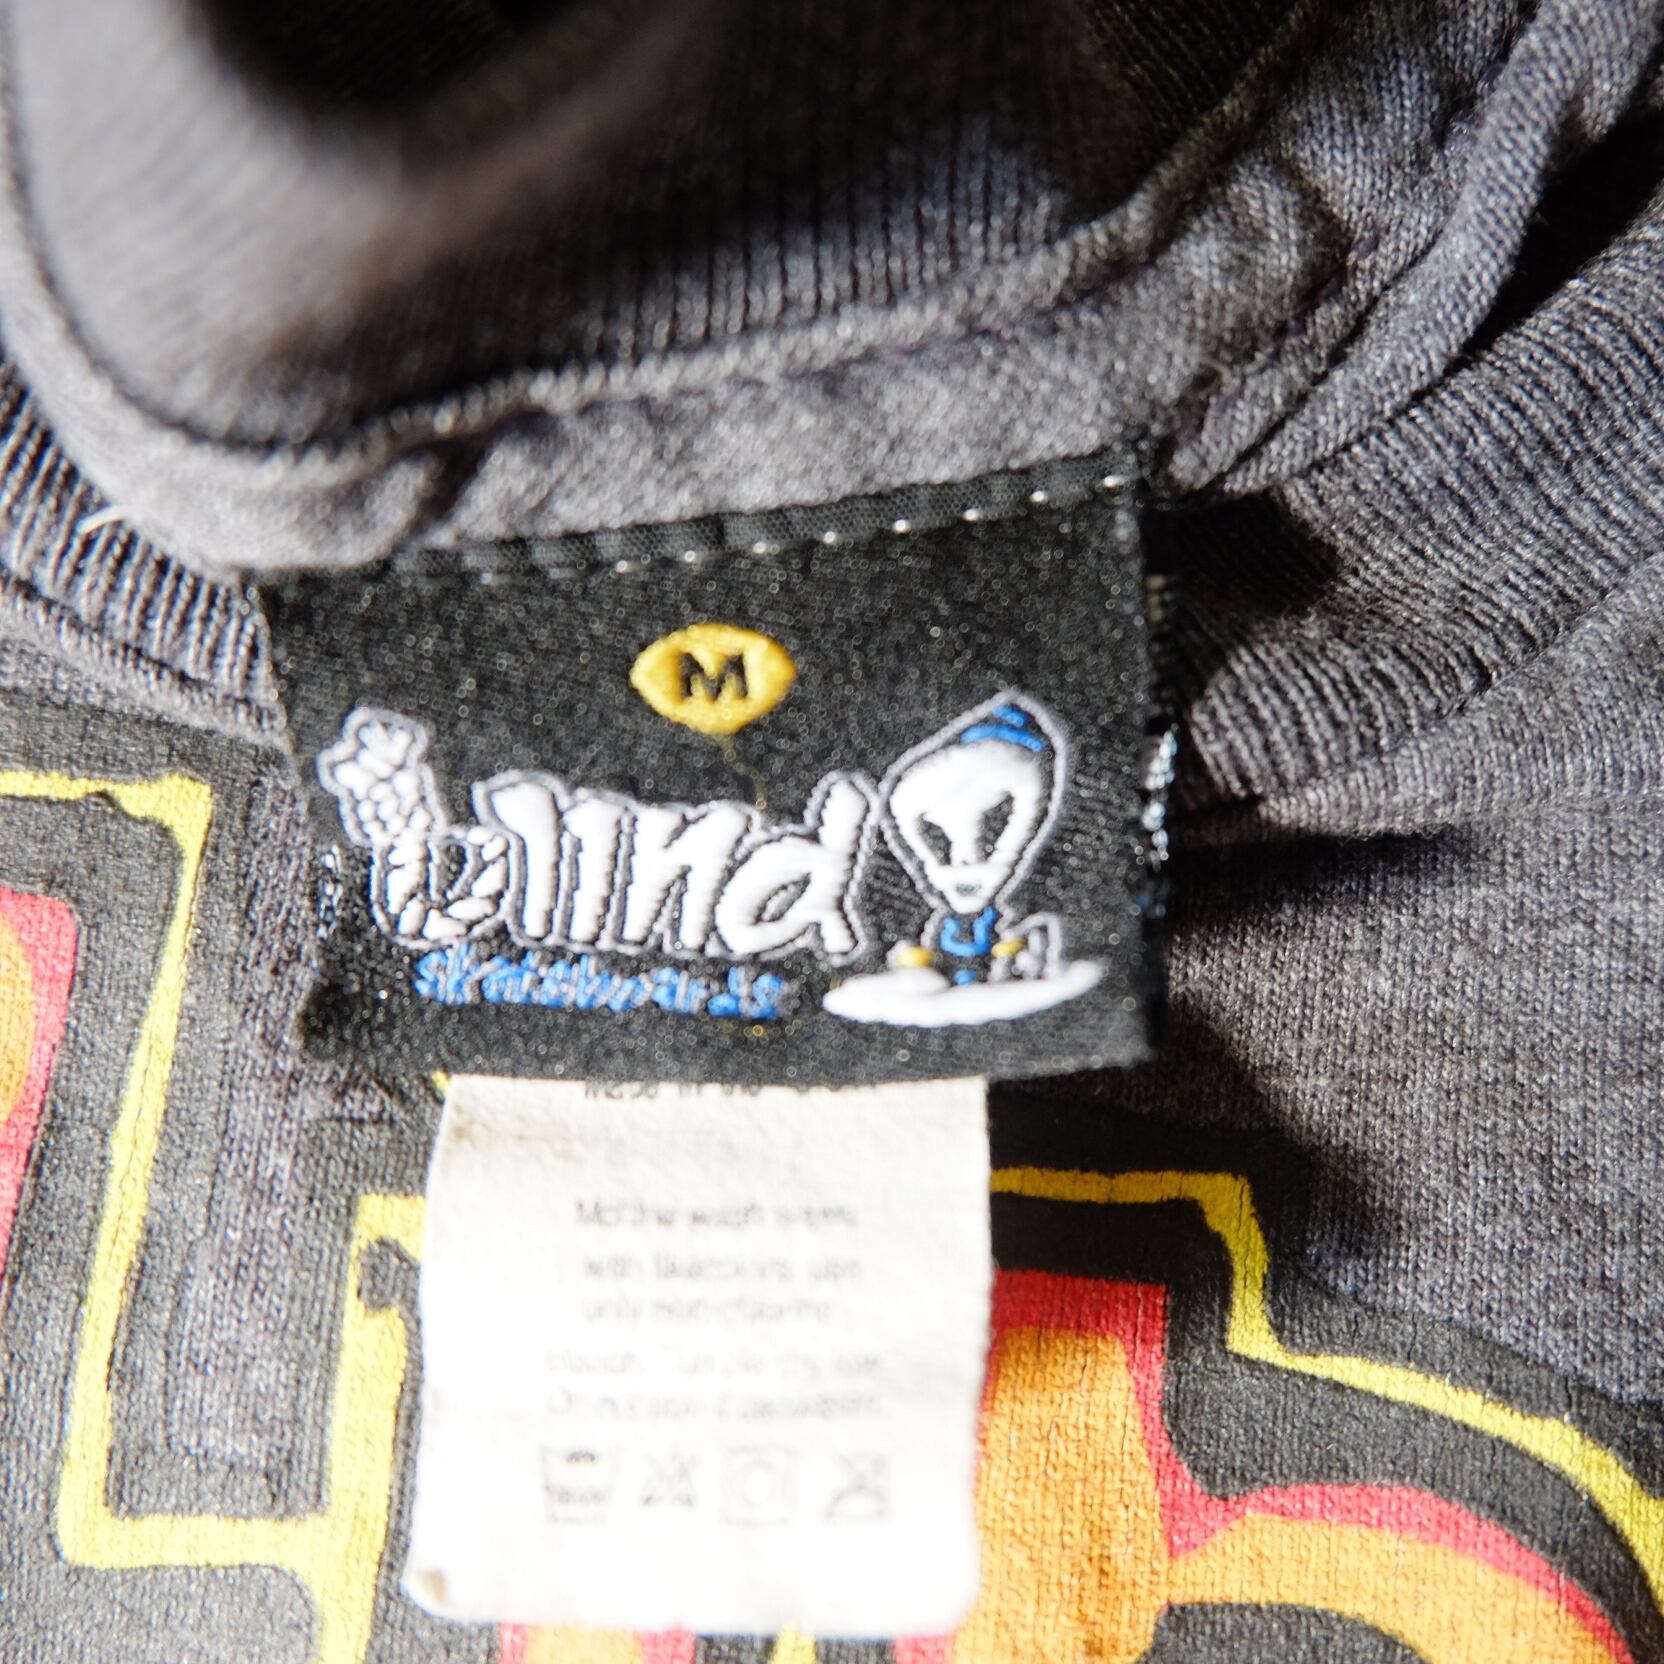 M
blind
skateboards
Machine wash warm
with like colors, use
only non-chlorine
bleach. Tumble dry low.
Do not iron if decorated.